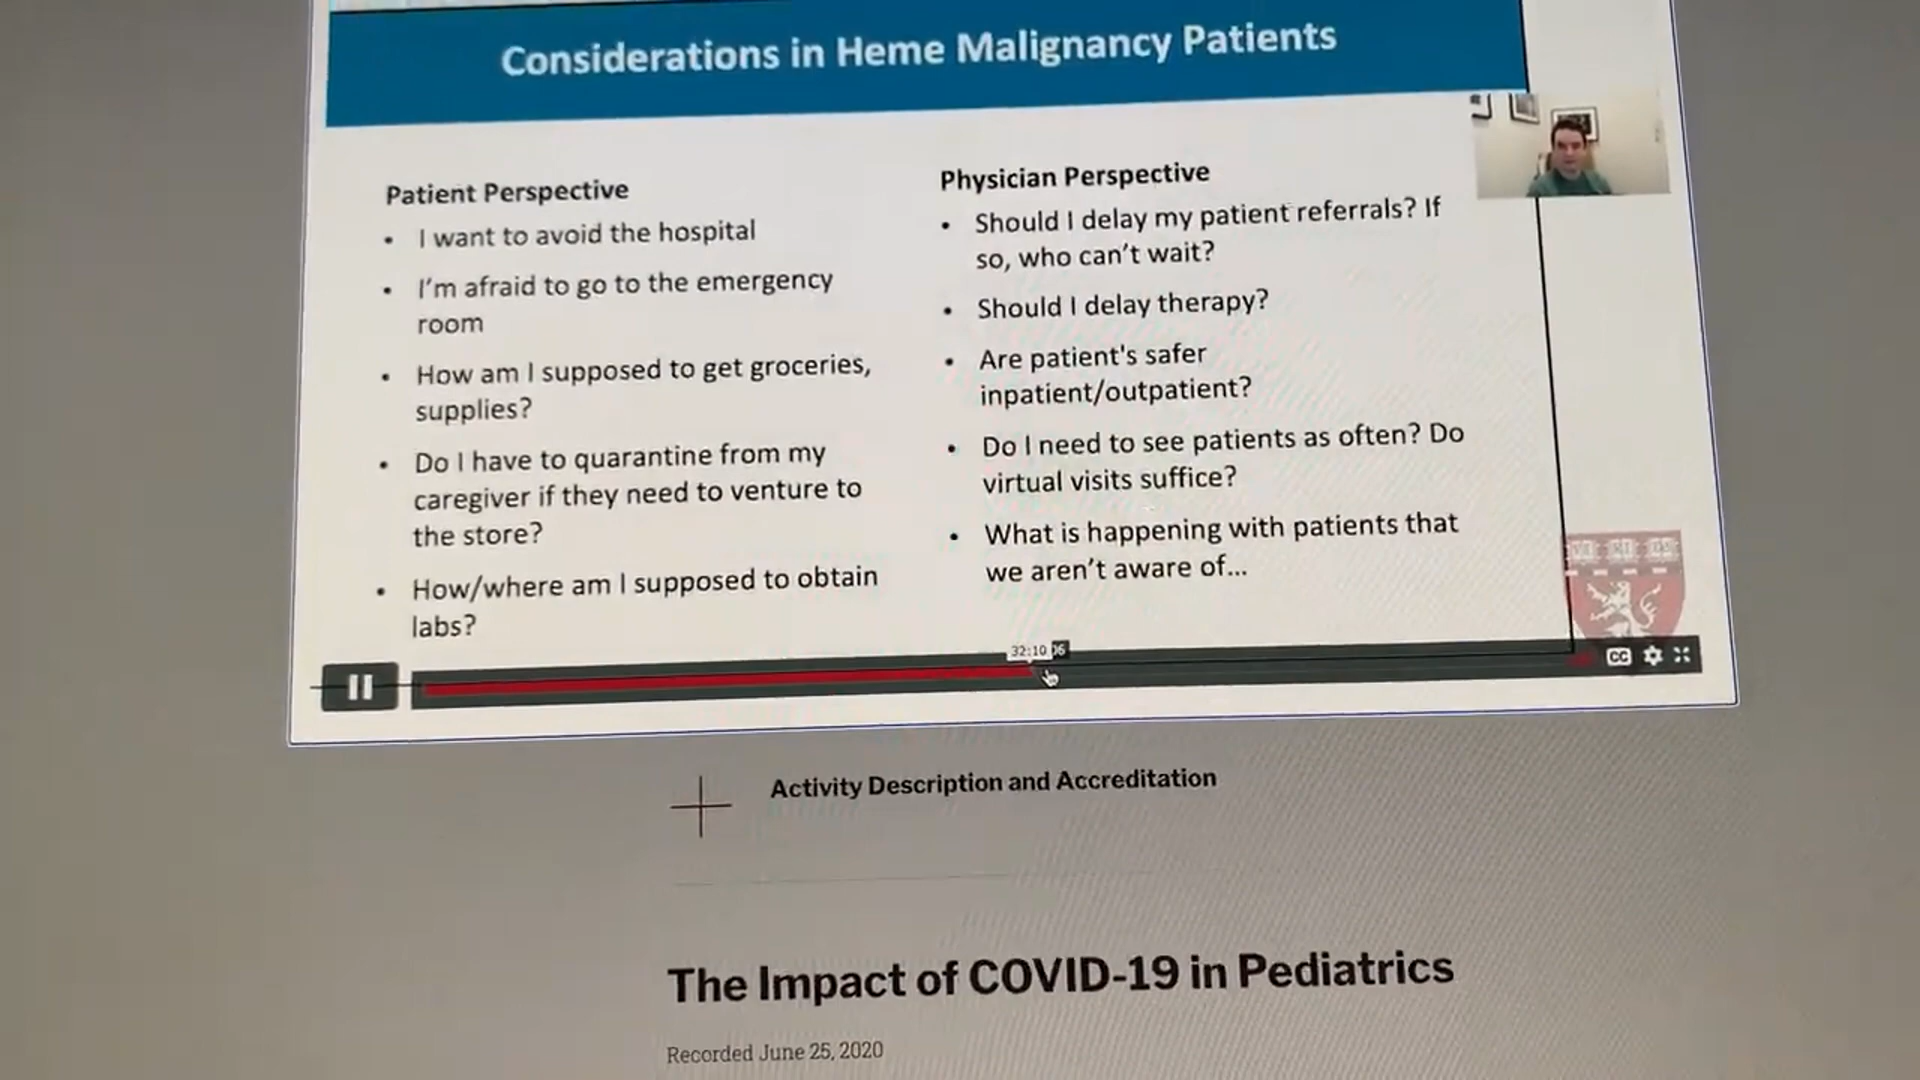 Considerations in Heme Malignancy Patients
Patient Perspective
• I want to avoid the hospital
• I'm afraid to go to the emergency
room
• How am I supposed to get groceries,
supplies?
• Do I have to quarantine from my
caregiver if they need to venture to
the store?
• How/where am I supposed to obtain
labs?
Physician Perspective
• Should I delay my patient referrals? If
so, who can't wait?
• Should I delay therapy?
• Are patient's safer
inpatient/outpatient?
• Do I need to see patients as often? Do
virtual visits suffice?
• What is happening with patients that
we aren't aware of...
32:10
CC
Activity Description and Accreditation
The Impact of COVID-19 in Pediatrics
Recorded June 25, 2020